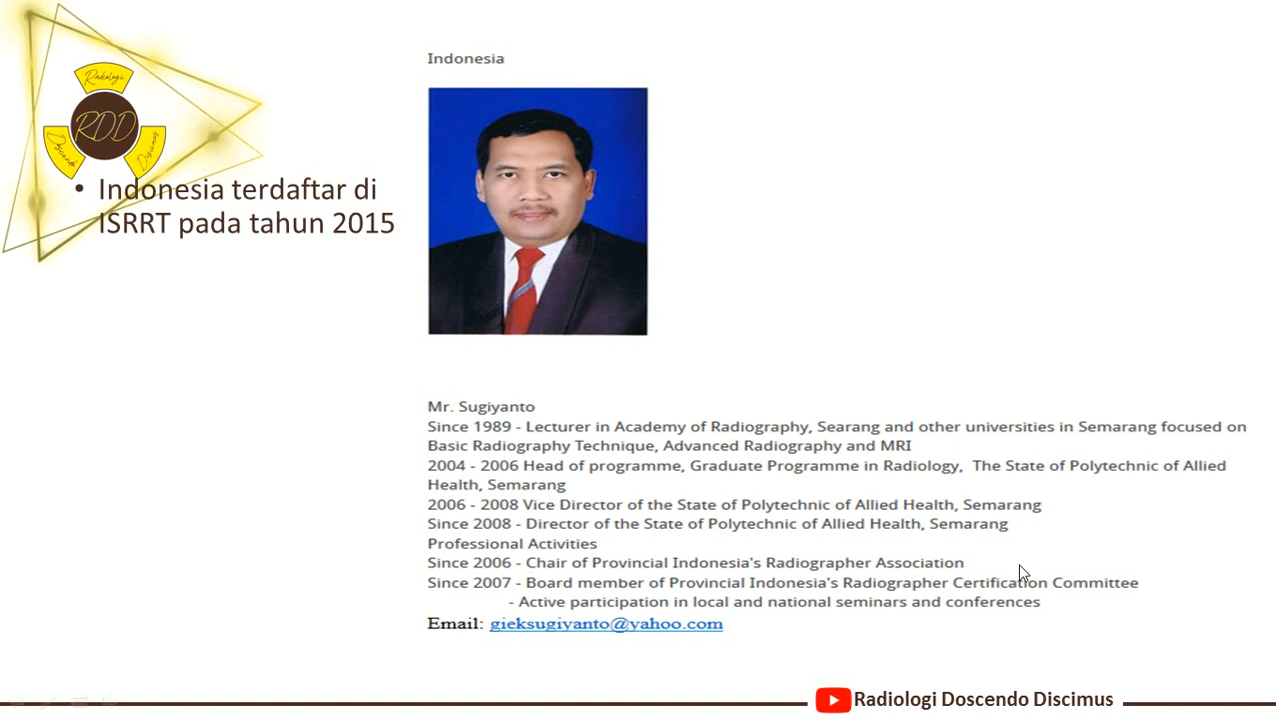 Radiologi
RDD
Doscendo
Discimus
• Indonesia terdaftar di
ISRRT pada tahun 2015
Indonesia
Mr. Sugiyanto
Since 1989 - Lecturer in Academy of Radiography, Searang and other universities in Semarang focused on
Basic Radiography Technique, Advanced Radiography and MRI
2004 - 2006 Head of programme, Graduate Programme in Radiology, The State of Polytechnic of Allied
Health, Semarang
2006 - 2008 Vice Director of the State of Polytechnic of Allied Health, Semarang
Since 2008 - Director of the State of Polytechnic of Allied Health, Semarang
Professional Activities
Since 2006 - Chair of Provincial Indonesia's Radiographer Association
Since 2007 - Board member of Provincial Indonesia's Radiographer Certification Committee
- Active participation in local and national seminars and conferences
Email: gieksugiyanto@yahoo.com
Radiologi Doscendo Discimus